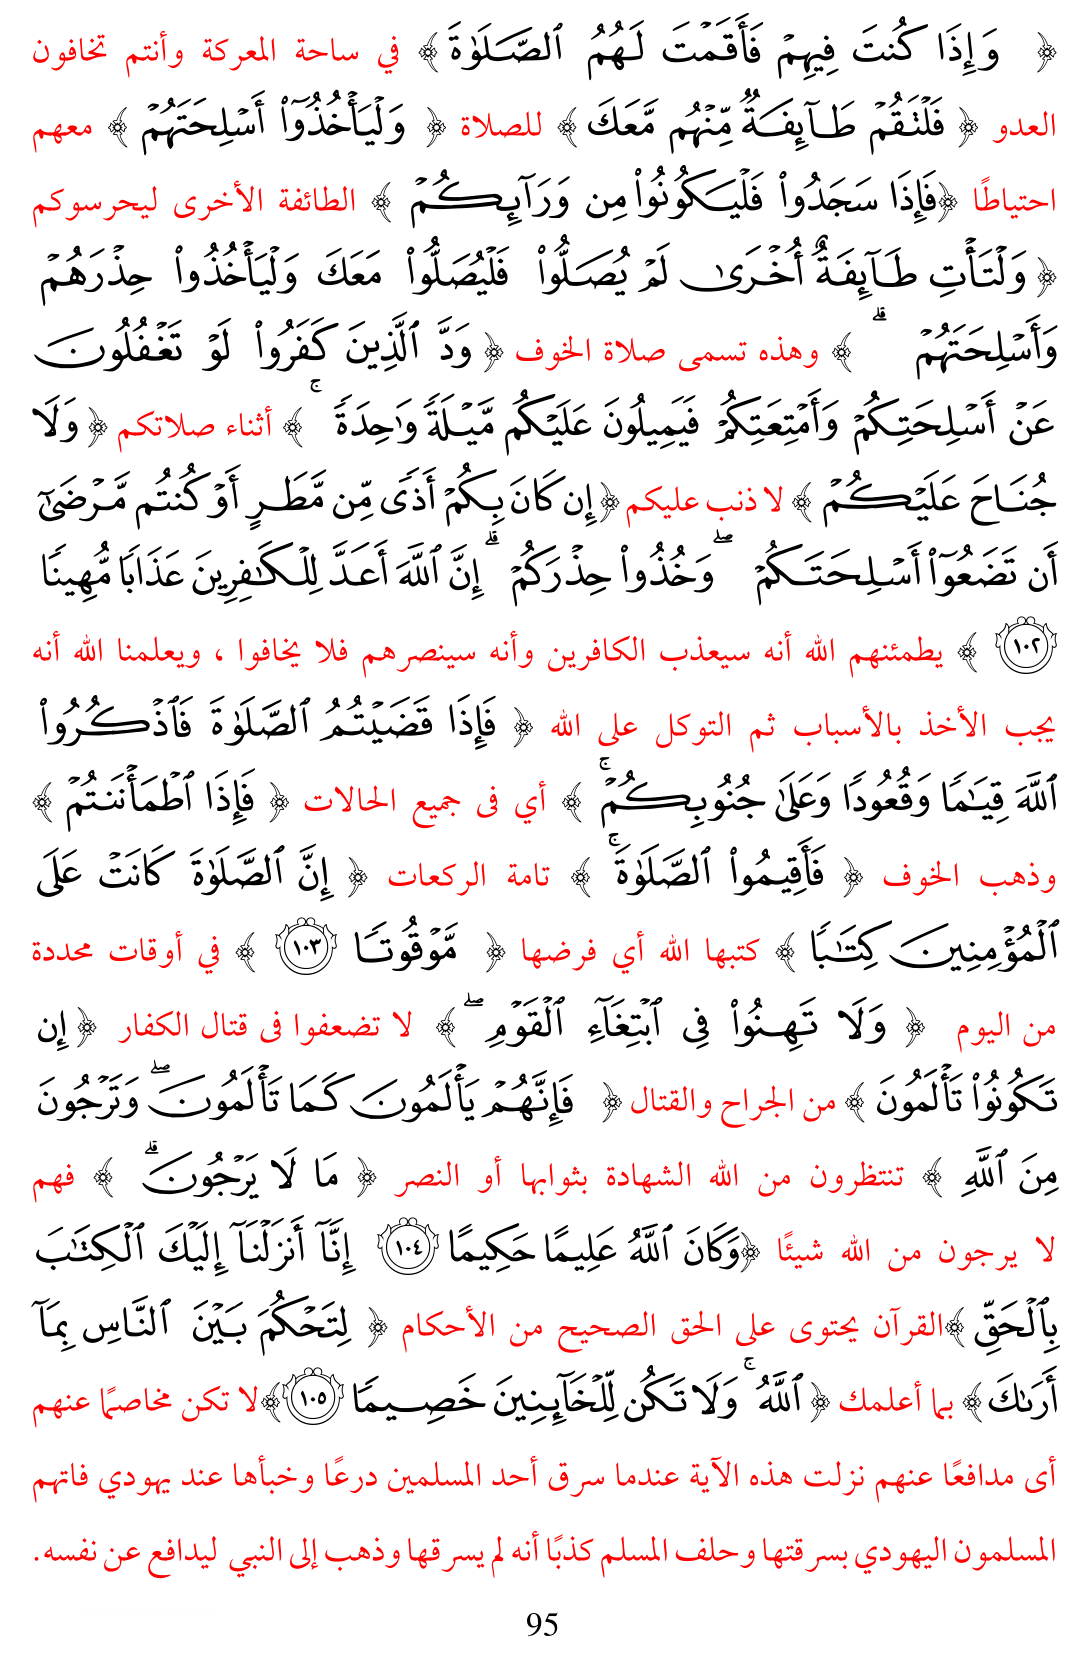 ﴿ وَإِذَا كُنتَ فِيهِمۡ فَأَقَمۡتَ لَهُمُ ٱلصَّلَوٰةَ ﴾ في ساحة المعركة وأنتم تخافون
العدو ﴿ فَلۡتَقُمۡ طَآئِفَةٞ مِّنۡهُم مَّعَكَ ﴾ للصلاة ﴿ وَلۡيَأۡخُذُوٓاْ أَسۡلِحَتَهُمۡ ﴾ معهم
احتياطًا ﴿فَإِذَا سَجَدُواْ فَلۡيَكُونُواْ مِن وَرَآئِكُمۡ ﴾ الطائفة الأخرى ليحرسوكم
﴿ وَلۡتَأۡتِ طَآئِفَةٌ أُخۡرَىٰ لَمۡ يُصَلُّواْ فَلۡيُصَلُّواْ مَعَكَ وَلۡيَأۡخُذُواْ حِذۡرَهُمۡ
وَأَسۡلِحَتَهُمۡۗ ﴾ وهذه تسمى صلاة الخوف ﴿ وَدَّ ٱلَّذِينَ كَفَرُواْ لَوۡ تَغۡفُلُونَ
عَنۡ أَسۡلِحَتِكُمۡ وَأَمۡتِعَتِكُمۡ فَيَمِيلُونَ عَلَيۡكُم مَّيۡلَةٗ وَٰحِدَةٗۚ ﴾ أثناء صلاتكم ﴿ وَلَا
جُنَاحَ عَلَيۡكُمۡ ﴾ لا ذنب عليكم ﴿إِن كَانَ بِكُمۡ أَذٗى مِّن مَّطَرٍ أَوۡ كُنتُم مَّرۡضَىٰٓ
أَن تَضَعُوٓاْ أَسۡلِحَتَكُمۡۖ وَخُذُواْ حِذۡرَكُمۡۗ إِنَّ ٱللَّهَ أَعَدَّ لِلۡكَٰفِرِينَ عَذَابٗا مُّهِينٗا
١٠٢ ﴾ يطمئنهم الله أنه سيعذب الكافرين وأنه سينصرهم فلا يخافوا ، ويعلمنا الله أنه
يجب الأخذ بالأسباب ثم التوكل على الله ﴿ فَإِذَا قَضَيۡتُمُ ٱلصَّلَوٰةَ فَٱذۡكُرُواْ
ٱللَّهَ قِيَٰمٗا وَقُعُودٗا وَعَلَىٰ جُنُوبِكُمۡۚ ﴾ أي فى جميع الحالات ﴿ فَإِذَا ٱطۡمَأۡنَنتُمۡ ﴾
وذهب الخوف ﴿ فَأَقِيمُواْ ٱلصَّلَوٰةَۚ ﴾ تامة الركعات ﴿ إِنَّ ٱلصَّلَوٰةَ كَانَتۡ عَلَى
ٱلۡمُؤۡمِنِينَ كِتَٰبٗا ﴾ كتبها الله أي فرضها ﴿ مَّوۡقُوتٗا ١٠٣ ﴾ في أوقات محددة
من اليوم ﴿ وَلَا تَهِنُواْ فِي ٱبۡتِغَآءِ ٱلۡقَوۡمِۖ ﴾ لا تضعفوا فى قتال الكفار ﴿ إِن
تَكُونُواْ تَأۡلَمُونَ ﴾ من الجراح والقتال ﴿ فَإِنَّهُمۡ يَأۡلَمُونَ كَمَا تَأۡلَمُونَۖ وَتَرۡجُونَ
مِنَ ٱللَّهِ ﴾ تنتظرون من الله الشهادة بثوابها أو النصر ﴿ مَا لَا يَرۡجُونَۗ ﴾ فهم
لا يرجون من الله شيئًا ﴿وَكَانَ ٱللَّهُ عَلِيمًا حَكِيمًا ١٠٤ إِنَّآ أَنزَلۡنَآ إِلَيۡكَ ٱلۡكِتَٰبَ
بِٱلۡحَقِّ ﴾القرآن يحتوى على الحق الصحيح من الأحكام ﴿ لِتَحۡكُمَ بَيۡنَ ٱلنَّاسِ بِمَآ
أَرَىٰكَ ﴾ بما أعلمك ﴿ ٱللَّهُۚ وَلَا تَكُن لِّلۡخَآئِنِينَ خَصِيمٗا ١٠٥ ﴾لا تكن مخاصمًا عنهم
أى مدافعًا عنهم نزلت هذه الآية عندما سرق أحد المسلمين درعًا وخبأها عند يهودي فاتهم
المسلمون اليهودي بسرقتها وحلف المسلم كذبًا أنه لم يسرقها وذهب إلى النبي ليدافع عن نفسه.
95